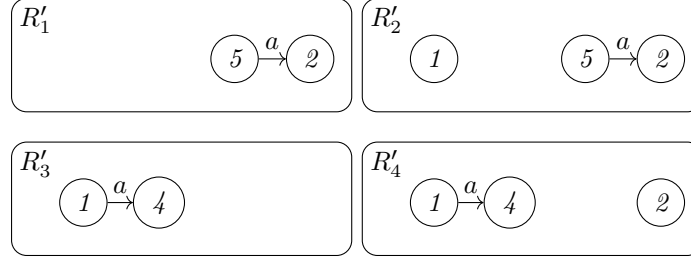 R′₁ 5 a 2 R′₂ 1 5 a 2
R′₃ 1 a 4 R′₄ 1 a 4 2